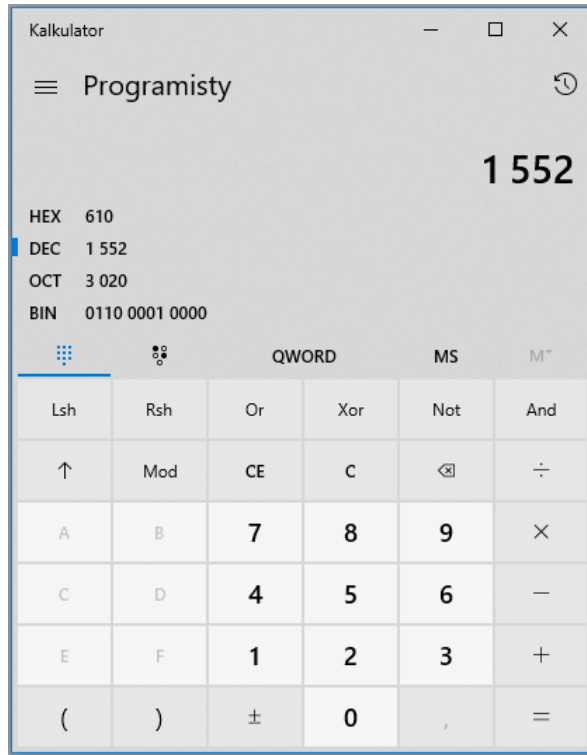 Kalkulator
Programisty
1 552
HEX 610
DEC 1 552
OCT 3 020
BIN 0110 0001 0000
QWORD MS M
Lsh Rsh Or Xor Not And
↑ Mod CE C ⌫ ÷
A B 7 8 9 ×
C D 4 5 6 −
E F 1 2 3 +
( ) ± 0 , =